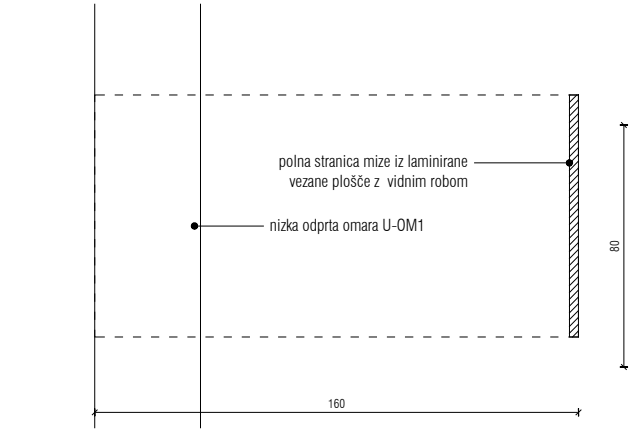 polna stranica mize iz laminirane
vezane plošče z vidnim robom
nizka odprta omara U-OM1
80
160